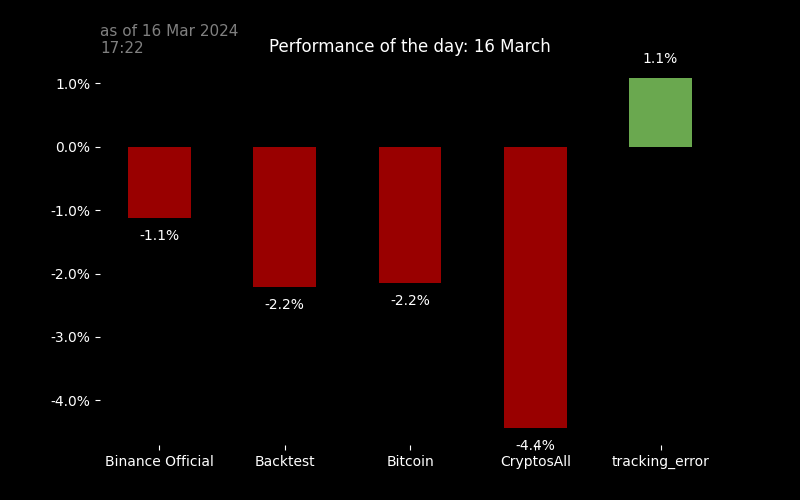 as of 16 Mar 2024
17:22
Performance of the day: 16 March
1.1%
1.0%
0.0%
-1.0%
-2.0%
-3.0%
-4.0%
-1.1%
-2.2%
-2.2%
-4.4%
Binance Official
Backtest
Bitcoin
CryptosAll
tracking_error